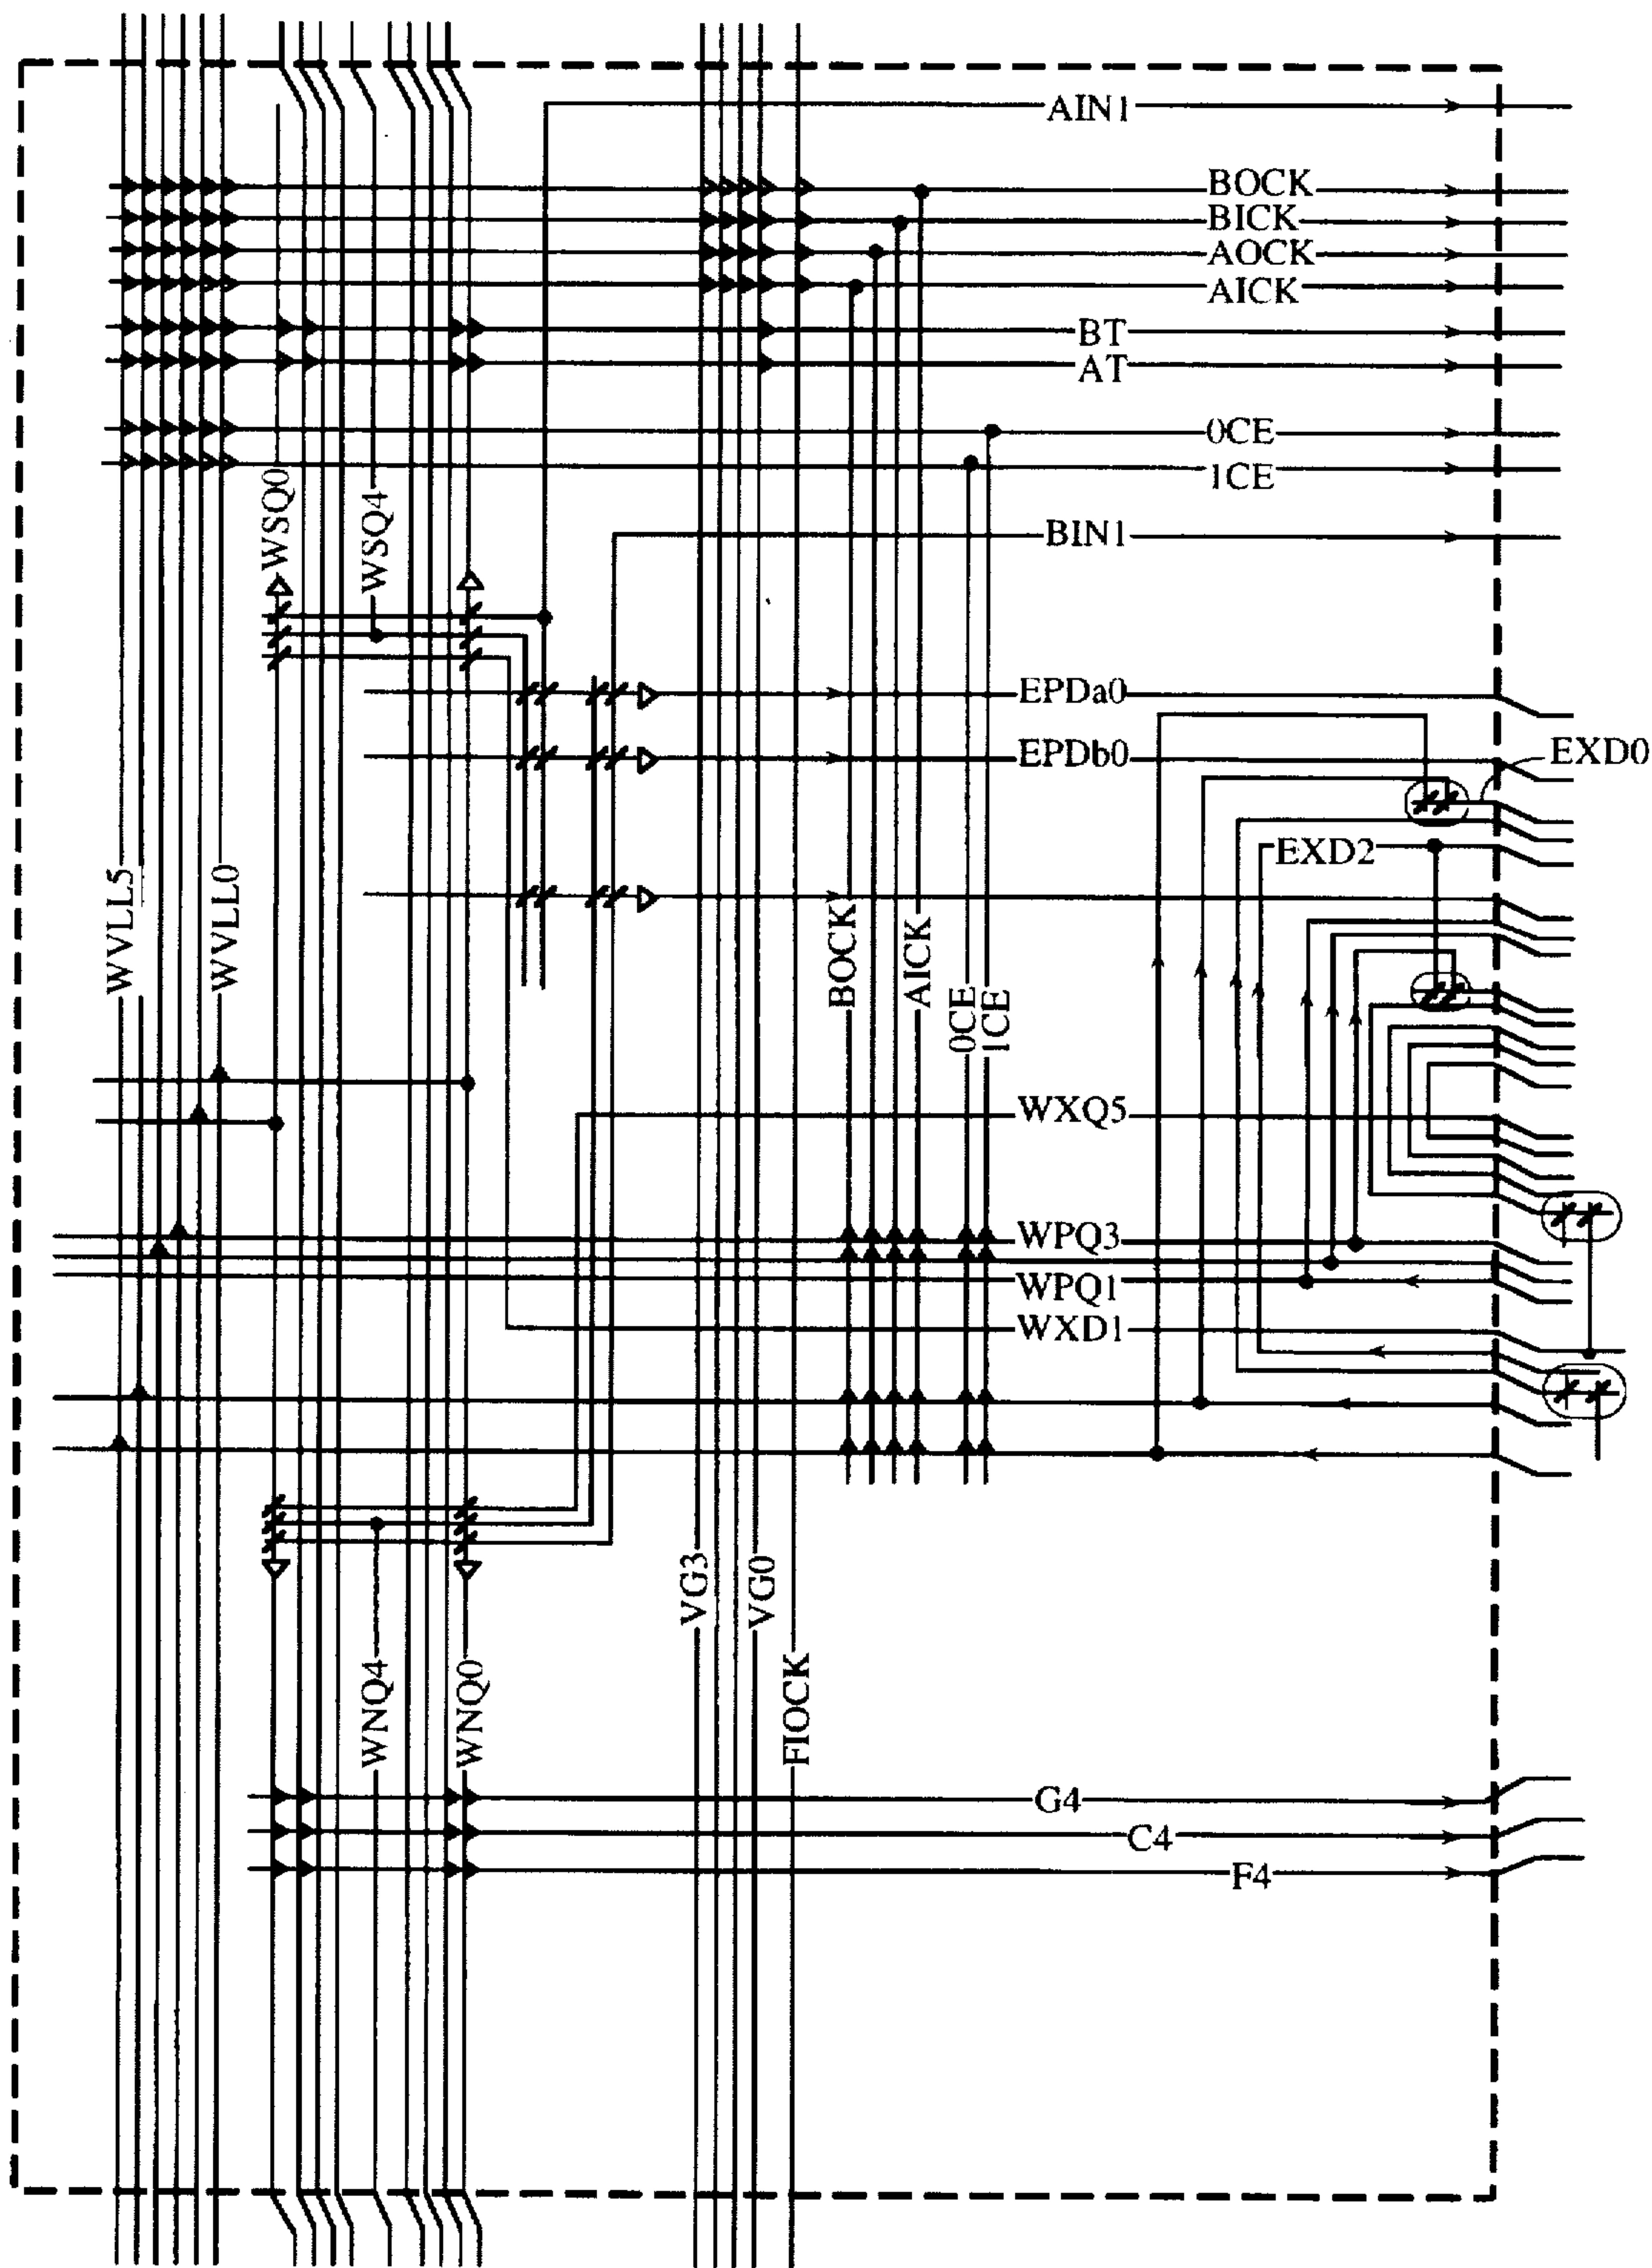 AIN1
BOCK
BICK
AOCK
AICK
BT
AT
0CE
1CE
WSQ0
WSQ4
BIN1
EPDa0
EPDb0
EXD0
EXD2
WVLL5
WVLL0
BOCK
AICK
0CE
1CE
WXQ5
WPQ3
WPQ1
WXD1
VG3
VG0
FIOCK
WNQ4
WNQ0
G4
C4
F4